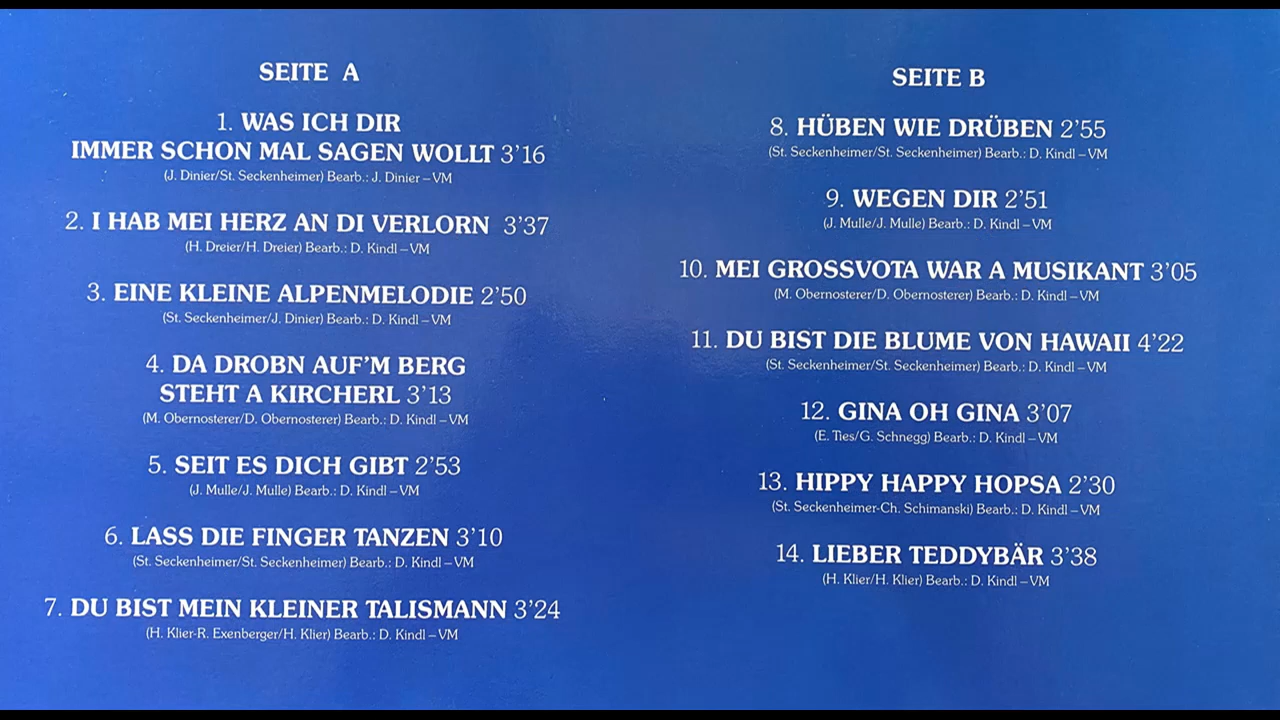 SEITE A
1. WAS ICH DIR
IMMER SCHON MAL SAGEN WOLLT 3'16
(J. Dinier/St. Seckenheimer) Bearb.: J. Dinier – VM
2. I HAB MEI HERZ AN DI VERLORN 3'37
(H. Dreier/H. Dreier) Bearb.: D. Kindl – VM
3. EINE KLEINE ALPENMELODIE 2'50
(St. Seckenheimer/J. Dinier) Bearb.: D. Kindl – VM
4. DA DROBN AUF'M BERG
STEHT A KIRCHERL 3'13
(M. Obernosterer/D. Obernosterer) Bearb.: D. Kindl – VM
5. SEIT ES DICH GIBT 2'53
(J. Mulle/J. Mulle) Bearb.: D. Kindl – VM
6. LASS DIE FINGER TANZEN 3'10
(St. Seckenheimer/St. Seckenheimer) Bearb.: D. Kindl – VM
7. DU BIST MEIN KLEINER TALISMANN 3'24
(H. Klier-R. Exenberger/H. Klier) Bearb.: D. Kindl – VM
SEITE B
8. HÜBEN WIE DRÜBEN 2'55
(St. Seckenheimer/St. Seckenheimer) Bearb.: D. Kindl – VM
9. WEGEN DIR 2'51
(J. Mulle/J. Mulle) Bearb.: D. Kindl – VM
10. MEI GROSSVOTA WAR A MUSIKANT 3'05
(M. Obernosterer/D. Obernosterer) Bearb.: D. Kindl – VM
11. DU BIST DIE BLUME VON HAWAII 4'22
(St. Seckenheimer/St. Seckenheimer) Bearb.: D. Kindl – VM
12. GINA OH GINA 3'07
(E. Ties/G. Schnegg) Bearb.: D. Kindl – VM
13. HIPPY HAPPY HOPSA 2'30
(St. Seckenheimer-Ch. Schimanski) Bearb.: D. Kindl – VM
14. LIEBER TEDDYBÄR 3'38
(H. Klier/H. Klier) Bearb.: D. Kindl – VM